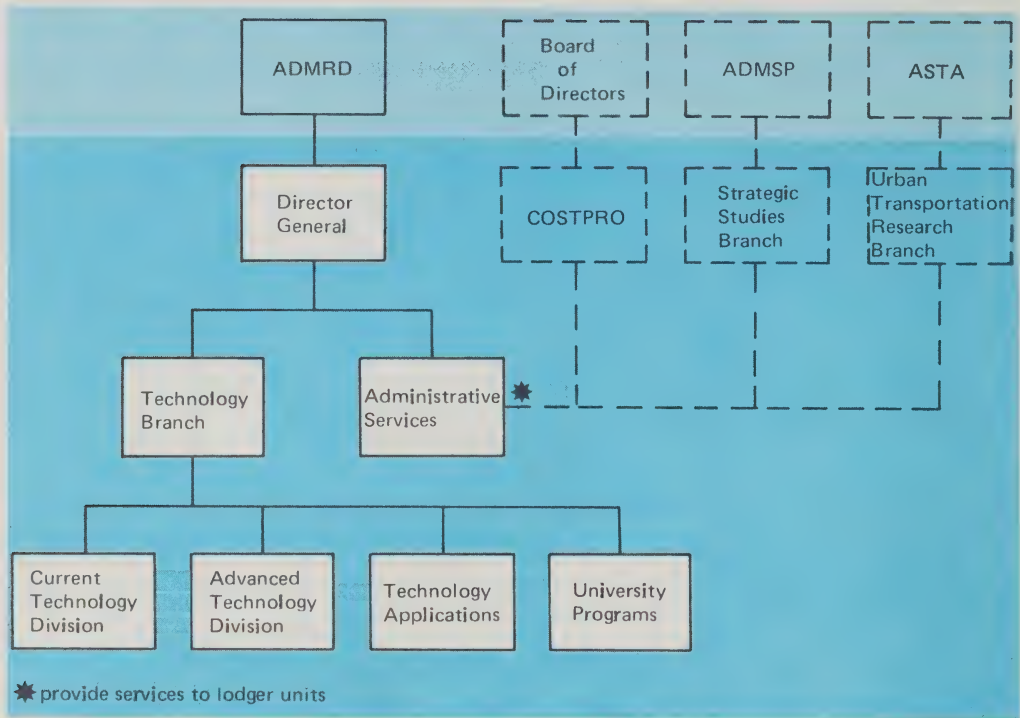 ADMRD
Board
of
Directors
ADMSP
ASTA
Director
General
COSTPRO
Strategic
Studies
Branch
Urban
Transportation
Research
Branch
Technology
Branch
Administrative
Services
✷
Current
Technology
Division
Advanced
Technology
Division
Technology
Applications
University
Programs
✷ provide services to lodger units